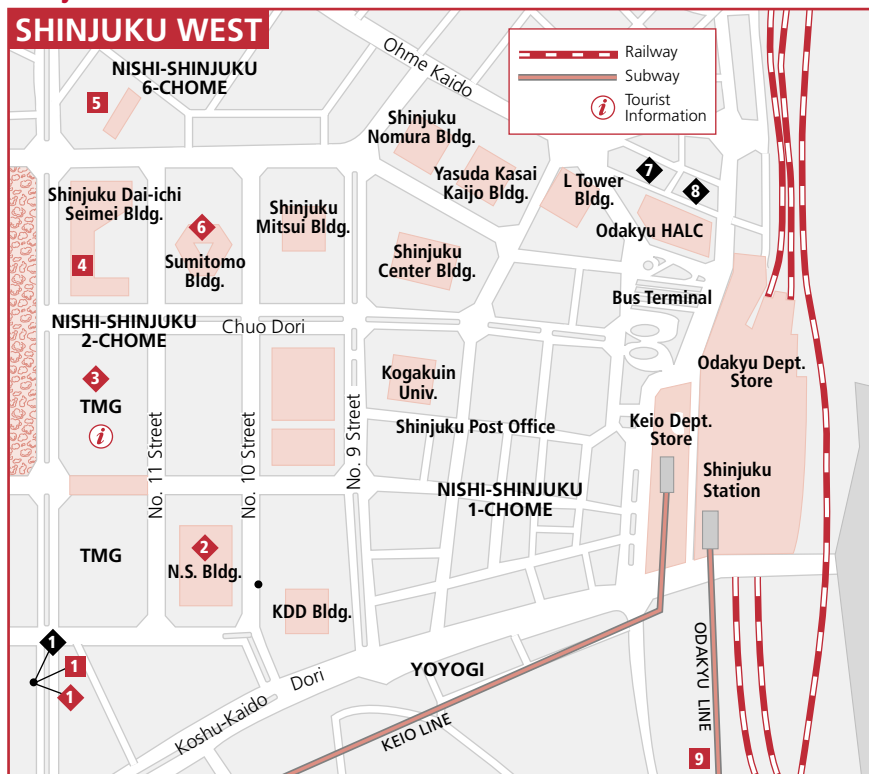 SHINJUKU WEST
Railway
Subway
i
Tourist
Information
Ohme Kaido
NISHI-SHINJUKU
6-CHOME
5
Shinjuku
Nomura Bldg.
Yasuda Kasai
Kaijo Bldg.
L Tower
Bldg.
7
8
Odakyu HALC
Shinjuku Dai-ichi
Seimei Bldg.
4
6
Sumitomo
Bldg.
Shinjuku
Mitsui Bldg.
Shinjuku
Center Bldg.
Bus Terminal
NISHI-SHINJUKU
2-CHOME
Chuo Dori
Odakyu Dept.
Store
3
TMG
i
Kogakuin
Univ.
Shinjuku Post Office
Keio Dept.
Store
No. 11 Street
No. 10 Street
No. 9 Street
Shinjuku
Station
NISHI-SHINJUKU
1-CHOME
TMG
2
N.S. Bldg.
KDD Bldg.
1
1
1
YOYOGI
Koshu-Kaido Dori
KEIO LINE
ODAKYU LINE
9